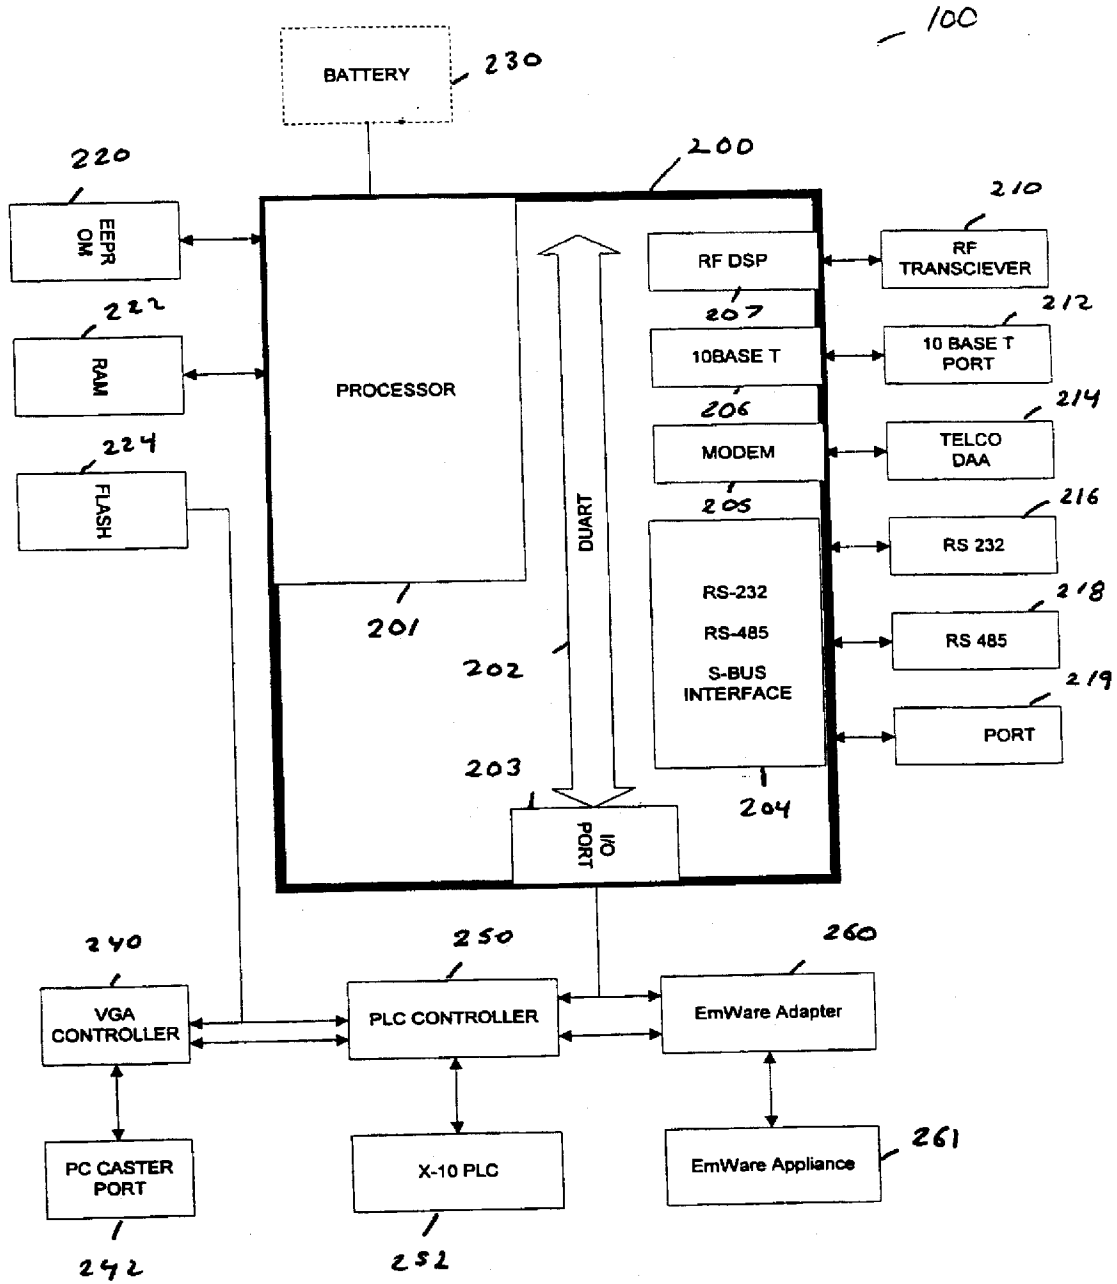 100
BATTERY
230
200
220
EEPR
OM
222
RAM
224
FLASH
PROCESSOR
201
DUART
202
203
I/O
PORT
RF DSP
207
10BASE T
206
MODEM
205
RS-232
RS-485
S-BUS
INTERFACE
204
210
RF
TRANSCIEVER
212
10 BASE T
PORT
214
TELCO
DAA
216
RS 232
218
RS 485
219
PORT
240
VGA
CONTROLLER
250
PLC CONTROLLER
260
EmWare Adapter
PC CASTER
PORT
242
X-10 PLC
252
EmWare Appliance
261